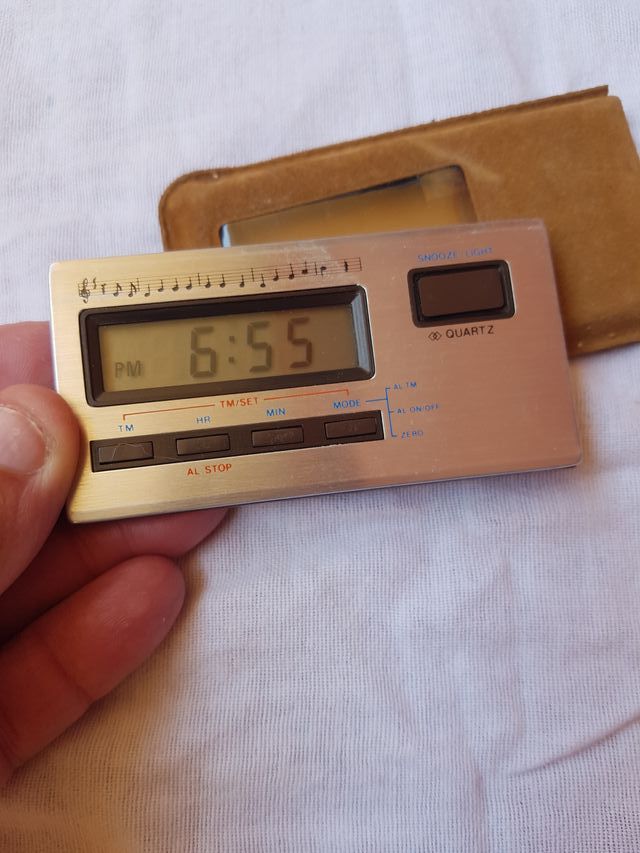 SNOOZE/LIGHT
PM 6:55
QUARTZ
TM/SET
TM HR MIN MODE
AL TM
AL ON/OFF
ZERO
AL STOP